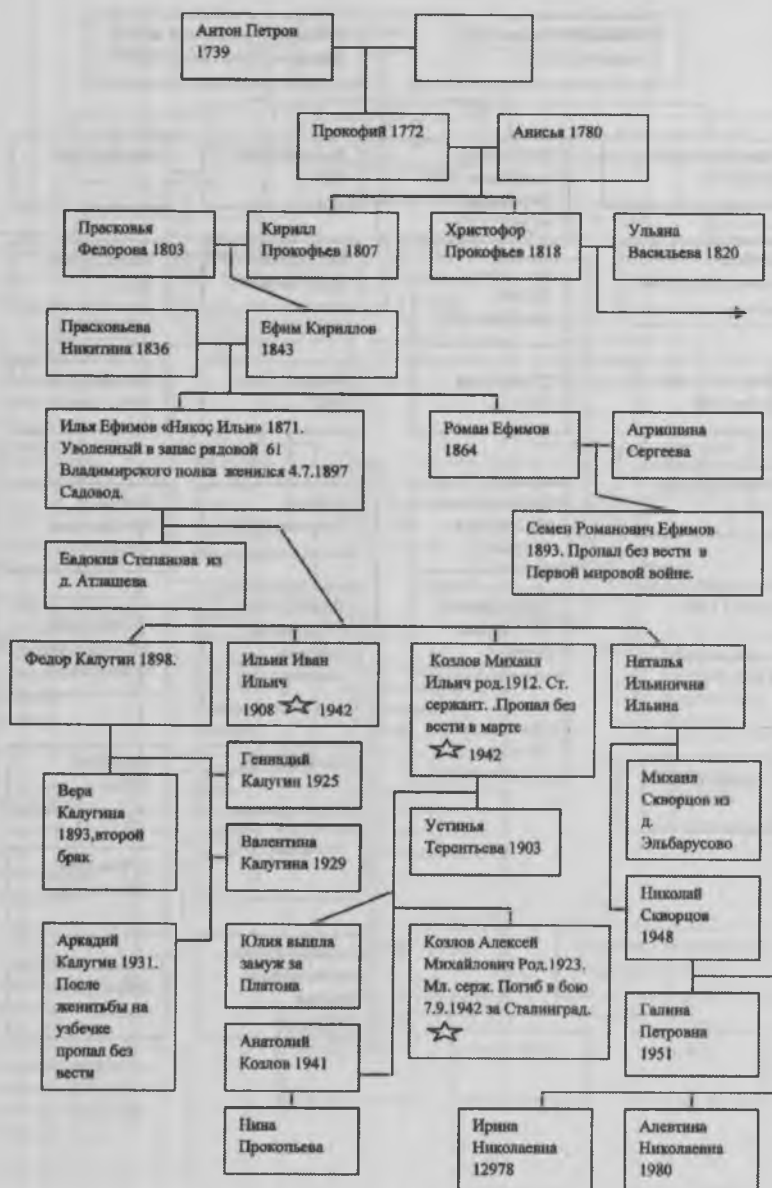 Антон Петров
1739
Прокофий 1772
Анисья 1780
Прасковья
Федорова 1803
Кирилл
Прокофьев 1807
Христофор
Прокофьев 1818
Ульяна
Васильева 1820
Прасковьева
Никитина 1836
Ефим Кириллов
1843
Илья Ефимов «Някоç Ильи» 1871.
Уволенный в запас рядовой 61
Владимирского полка женился 4.7.1897
Садовод.
Роман Ефимов
1864
Агрипина
Сергеева
Евдокия Степанова из
д. Атлашева
Семен Романович Ефимов
1893. Пропал без вести в
Первой мировой войне.
Федор Калугин 1898.
Ильин Иван
Ильич
1908 ☆ 1942
Козлов Михаил
Ильич род.1912. Ст.
сержант. .Пропал без
вести в марте
☆ 1942
Наталья
Ильинична
Ильина
Вера
Калугина
1893,второй
брак
Геннадий
Калугин 1925
Валентина
Калугина 1929
Устинья
Терентьева 1903
Михаил
Скворцов из
д.
Эльбарусово
Николай
Скворцов
1948
Аркадий
Калугин 1931.
После
женитьбы на
узбечке
пропал без
вести
Юлия вышла
замуж за
Платона
Козлов Алексей
Михайлович Род.1923.
Мл. серж. Погиб в бою
7.9.1942 за Сталинград.
☆
Галина
Петровна
1951
Анатолий
Козлов 1941
Нина
Прокопьева
Ирина
Николаевна
12978
Алевтина
Николаевна
1980